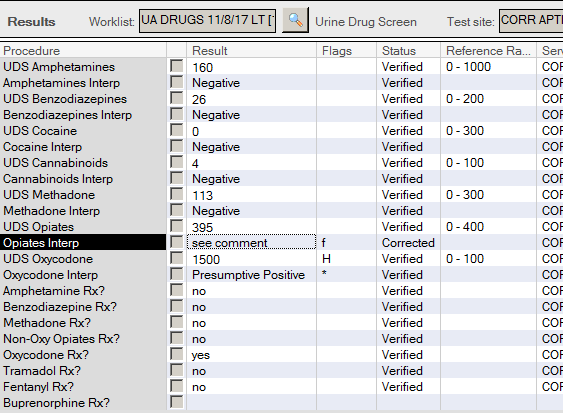 Results Worklist: UA DRUGS 11/8/17 LT [ Urine Drug Screen Test site: CORR APTI
Procedure Result Flags Status Reference Ra... Serv
UDS Amphetamines 160 Verified 0 - 1000 COR
Amphetamines Interp Negative Verified COR
UDS Benzodiazepines 26 Verified 0 - 200 COR
Benzodiazepines Interp Negative Verified COR
UDS Cocaine 0 Verified 0 - 300 COR
Cocaine Interp Negative Verified COR
UDS Cannabinoids 4 Verified 0 - 100 COR
Cannabinoids Interp Negative Verified COR
UDS Methadone 113 Verified 0 - 300 COR
Methadone Interp Negative Verified COR
UDS Opiates 395 Verified 0 - 400 COR
Opiates Interp see comment f Corrected COR
UDS Oxycodone 1500 H Verified 0 - 100 COR
Oxycodone Interp Presumptive Positive * Verified COR
Amphetamine Rx? no Verified COR
Benzodiazepine Rx? no Verified COR
Methadone Rx? no Verified COR
Non-Oxy Opiates Rx? no Verified COR
Oxycodone Rx? yes Verified COR
Tramadol Rx? no Verified COR
Fentanyl Rx? no Verified COR
Buprenorphine Rx? COR